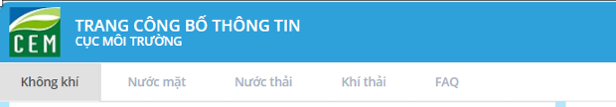 CEM
TRANG CÔNG BỐ THÔNG TIN
CỤC MÔI TRƯỜNG
Không khí Nước mặt Nước thải Khí thải FAQ